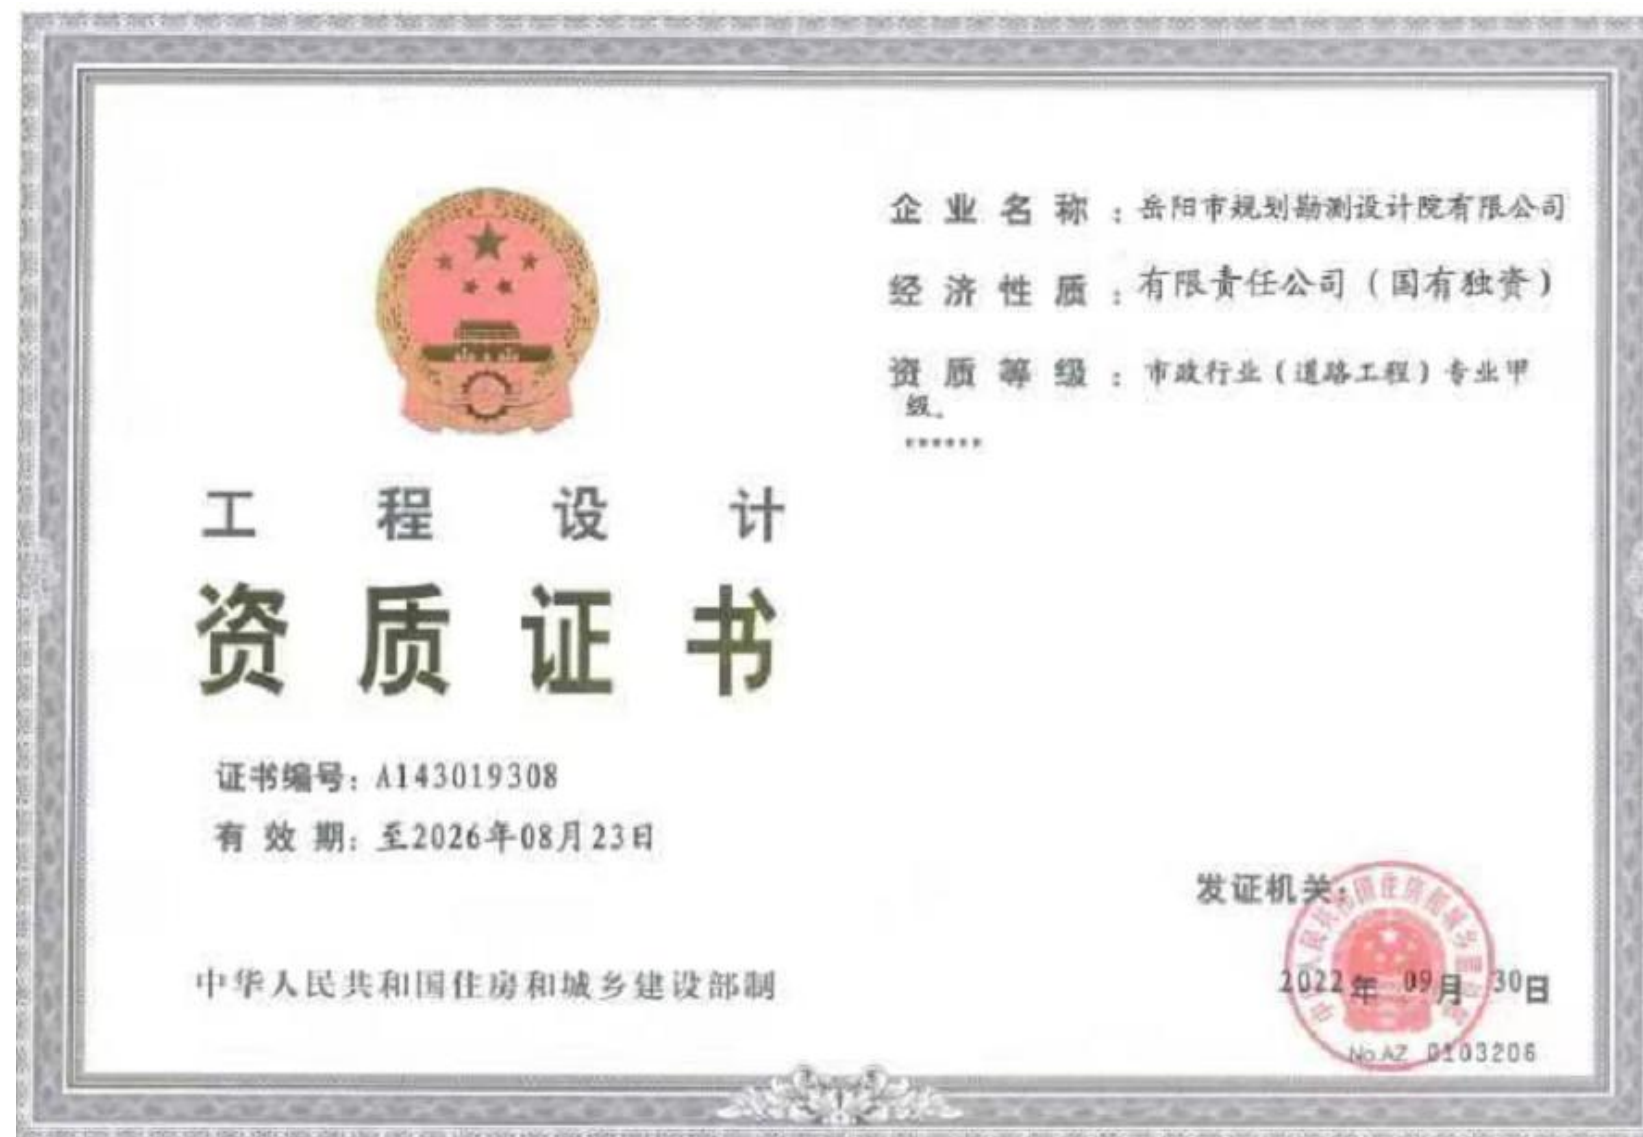 工程设计
资质证书
证书编号：A143019308
有效期：至2026年08月23日
中华人民共和国住房和城乡建设部制
企业名称：岳阳市规划勘测设计院有限公司
经济性质：有限责任公司（国有独资）
资质等级：市政行业（道路工程）专业甲
级。
******
发证机关：
2022年09月30日
No.AZ 0103206